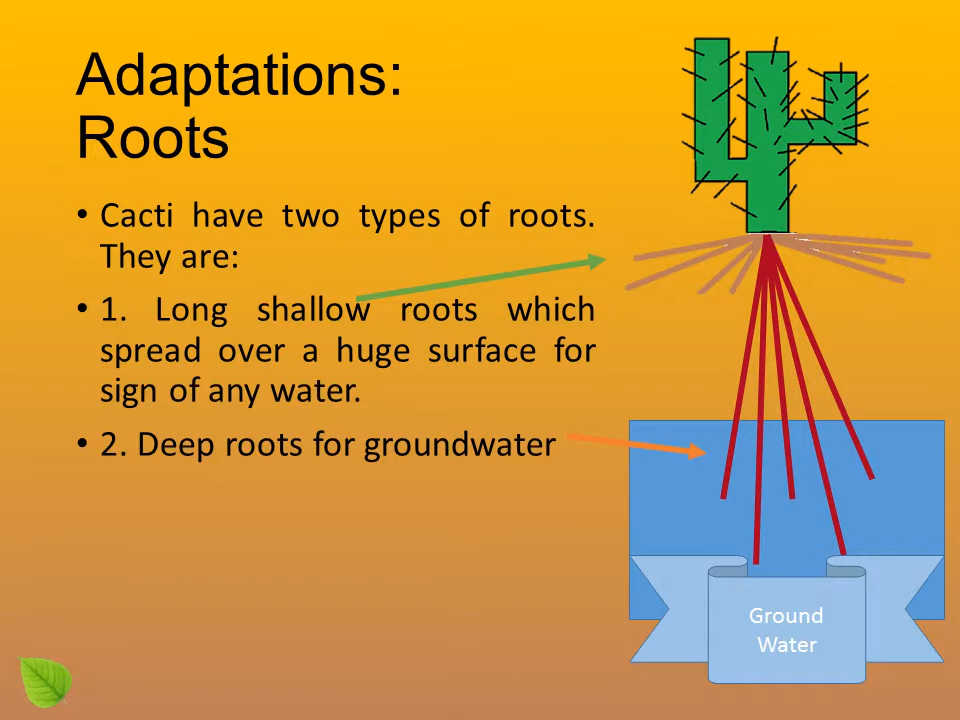 Adaptations:
Roots
• Cacti have two types of roots.
They are:
• 1. Long shallow roots which
spread over a huge surface for
sign of any water.
• 2. Deep roots for groundwater
Ground
Water